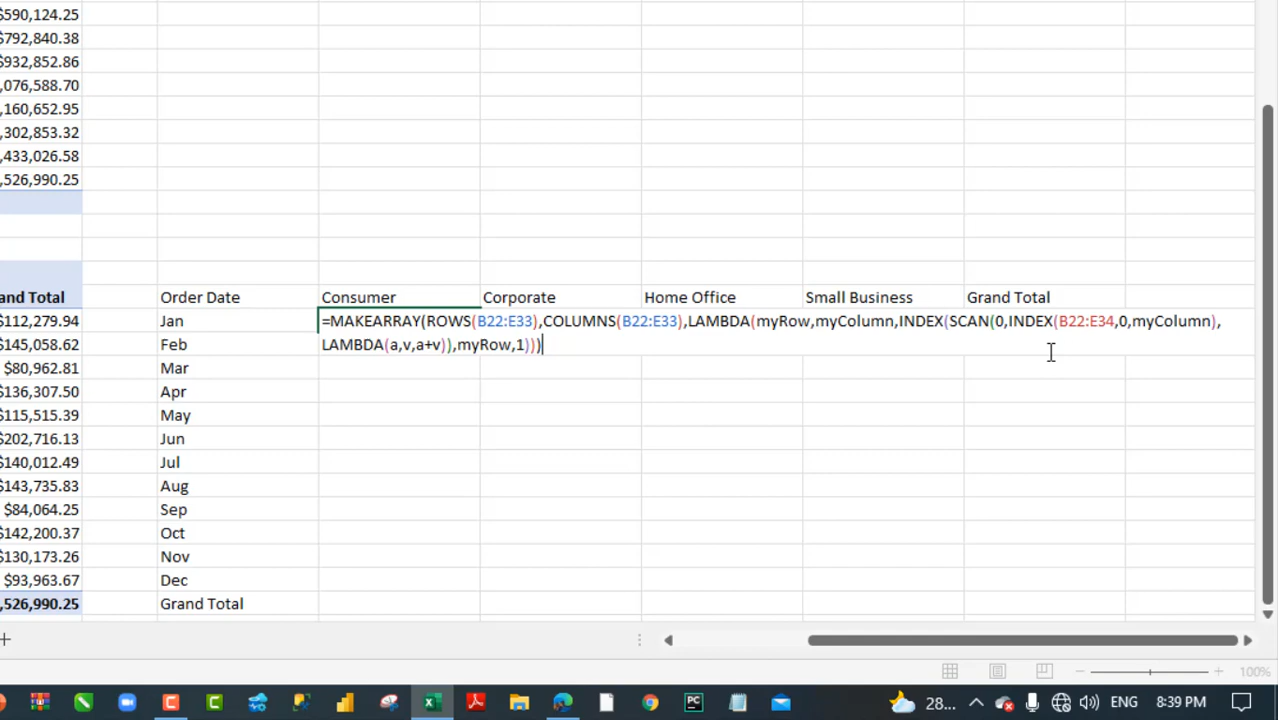 $590,124.25
$792,840.38
$932,852.86
,076,588.70
,160,652.95
,302,853.32
,433,026.58
,526,990.25
and Total Order Date Consumer Corporate Home Office Small Business Grand Total
$112,279.94 Jan =MAKEARRAY(ROWS(B22:E33),COLUMNS(B22:E33),LAMBDA(myRow,myColumn,INDEX(SCAN(0,INDEX(B22:E34,0,myColumn),
$145,058.62 Feb LAMBDA(a,v,a+v)),myRow,1)))
$80,962.81 Mar
$136,307.50 Apr
$115,515.39 May
$202,716.13 Jun
$140,012.49 Jul
$143,735.83 Aug
$84,064.25 Sep
$142,200.37 Oct
$130,173.26 Nov
$93,963.67 Dec
,526,990.25 Grand Total
100%
PC 28... ENG 8:39 PM